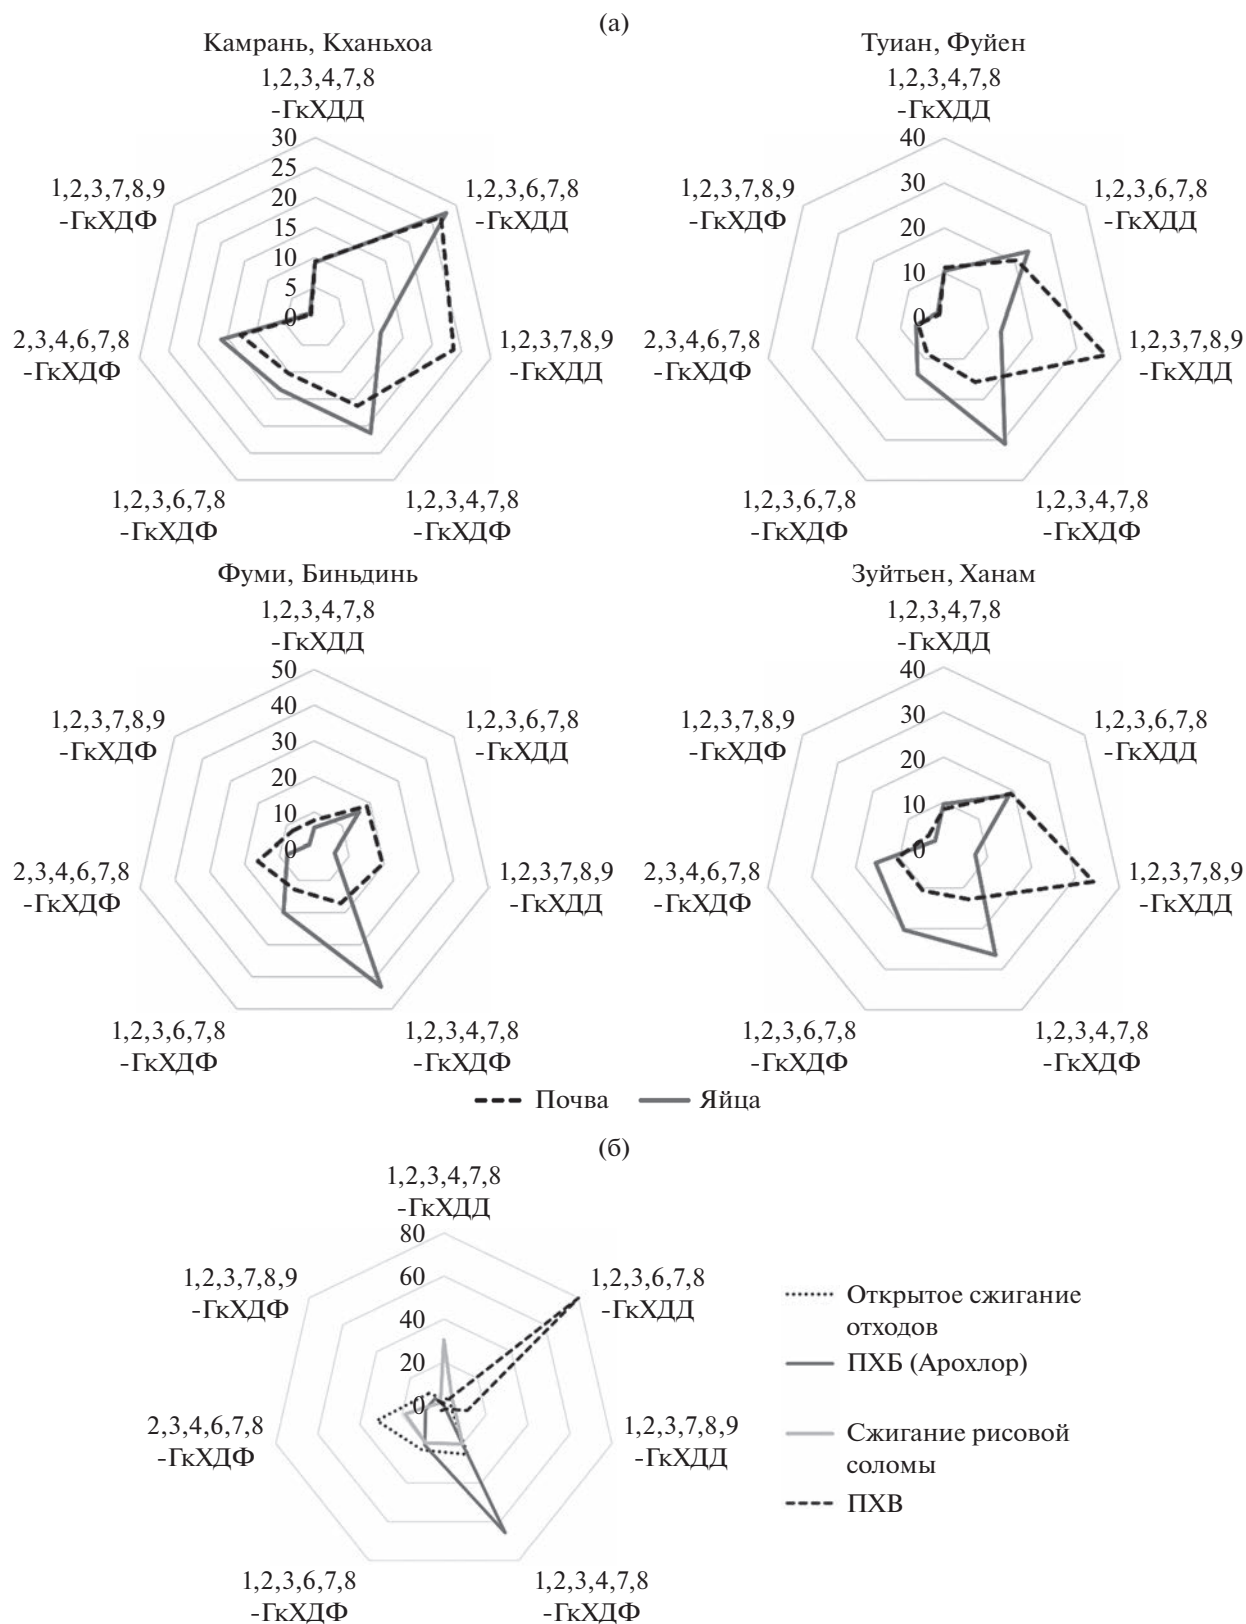 (а)
Камрань, Кханьхоа
1,2,3,4,7,8
-ГкХДД
30
25
20
15
10
5
0
1,2,3,6,7,8
-ГкХДД
1,2,3,7,8,9
-ГкХДД
1,2,3,4,7,8
-ГкХДФ
1,2,3,6,7,8
-ГкХДФ
2,3,4,6,7,8
-ГкХДФ
1,2,3,7,8,9
-ГкХДФ
Туиан, Фуйен
1,2,3,4,7,8
-ГкХДД
40
30
20
10
0
1,2,3,6,7,8
-ГкХДД
1,2,3,7,8,9
-ГкХДД
1,2,3,4,7,8
-ГкХДФ
1,2,3,6,7,8
-ГкХДФ
2,3,4,6,7,8
-ГкХДФ
1,2,3,7,8,9
-ГкХДФ
Фуми, Биньдинь
1,2,3,4,7,8
-ГкХДД
50
40
30
20
10
0
1,2,3,6,7,8
-ГкХДД
1,2,3,7,8,9
-ГкХДД
1,2,3,4,7,8
-ГкХДФ
1,2,3,6,7,8
-ГкХДФ
2,3,4,6,7,8
-ГкХДФ
1,2,3,7,8,9
-ГкХДФ
Зуйтьен, Ханам
1,2,3,4,7,8
-ГкХДД
40
30
20
10
0
1,2,3,6,7,8
-ГкХДД
1,2,3,7,8,9
-ГкХДД
1,2,3,4,7,8
-ГкХДФ
1,2,3,6,7,8
-ГкХДФ
2,3,4,6,7,8
-ГкХДФ
1,2,3,7,8,9
-ГкХДФ
Почва
Яйца
(б)
1,2,3,4,7,8
-ГкХДД
80
60
40
20
0
1,2,3,6,7,8
-ГкХДД
1,2,3,7,8,9
-ГкХДД
1,2,3,4,7,8
-ГкХДФ
1,2,3,6,7,8
-ГкХДФ
2,3,4,6,7,8
-ГкХДФ
1,2,3,7,8,9
-ГкХДФ
Открытое сжигание
отходов
ПХБ (Арохлор)
Сжигание рисовой
соломы
ПХВ